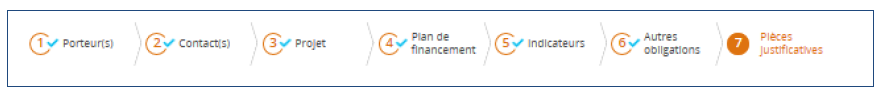 1 Porteur(s)
2 Contact(s)
3 Projet
4 Plan de
financement
5 Indicateurs
6 Autres
obligations
7 Pièces
justificatives